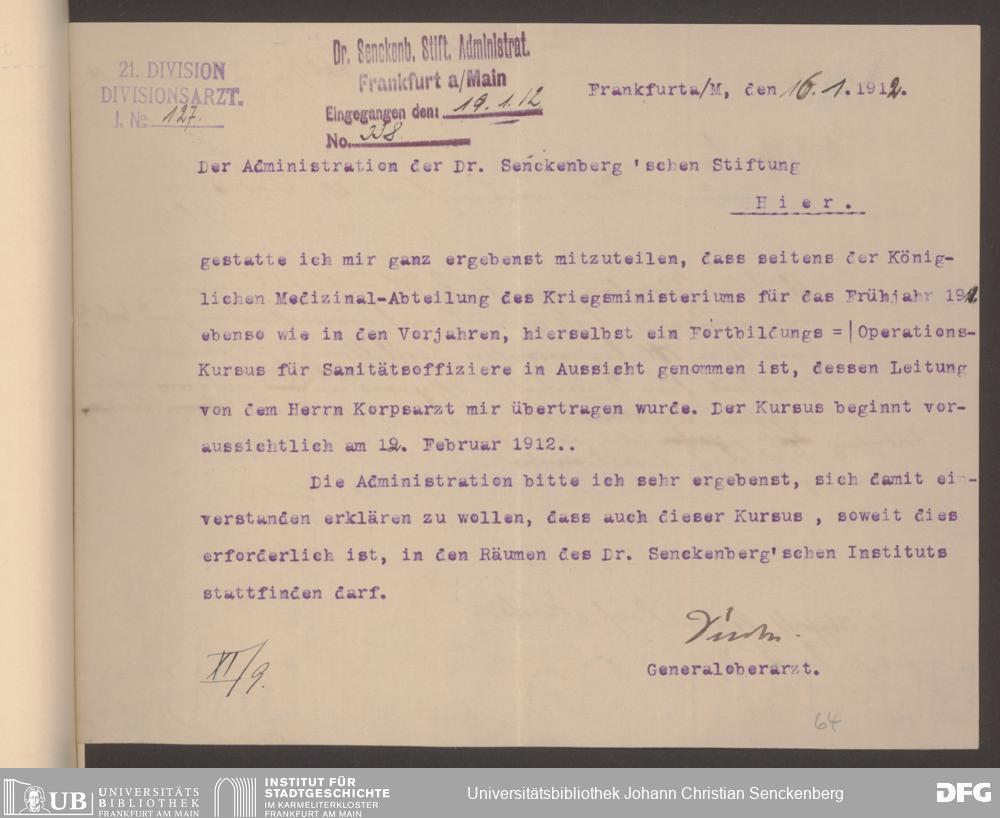 21. DIVISION
DIVISIONSARZT.
J. No. 127.
Dr. Senckenb. Stift. Administrat.
Frankfurt a/Main
Eingegangen den: 19.1.12
No. 338
Frankfurta/M, den 16.1.1912.
Der Administration der Dr. Senckenberg'schen Stiftung
Hier.
gestatte ich mir ganz ergebenst mitzuteilen, dass seitens der König-
lichen Medizinal-Abteilung des Kriegsministeriums für das Frühjahr 1912
ebenso wie in den Vorjahren, hierselbst ein Fortbildungs = | Operations-
Kursus für Sanitätsoffiziere in Aussicht genommen ist, dessen Leitung
von dem Herrn Korpsarzt mir übertragen wurde. Der Kursus beginnt vor-
aussichtlich am 12. Februar 1912..
Die Administration bitte ich sehr ergebenst, sich damit ein-
verstanden erklären zu wollen, dass auch dieser Kursus , soweit dies
erforderlich ist, in den Räumen des Dr. Senckenberg'schen Instituts
stattfinden darf.
Generaloberarzt.
XI/9.
64
UB UNIVERSITÄTS
BIBLIOTHEK
FRANKFURT AM MAIN
INSTITUT FÜR
STADTGESCHICHTE
IM KARMELITERKLOSTER
FRANKFURT AM MAIN
Universitätsbibliothek Johann Christian Senckenberg
DFG